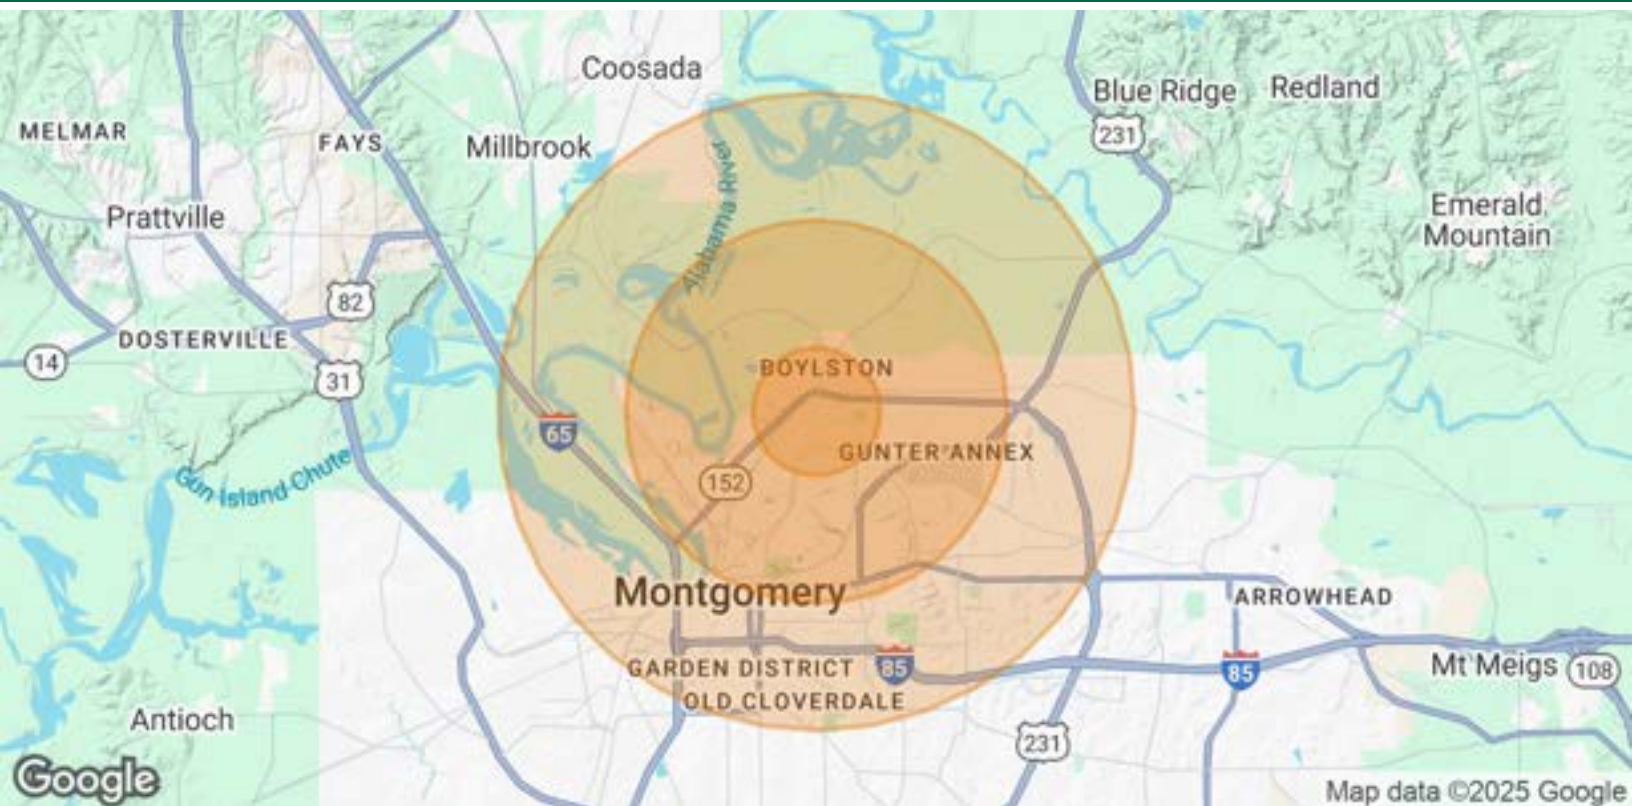 Coosada
Blue Ridge
Redland
MELMAR
FAYS
Millbrook
231
Alabama River
Prattville
Emerald
Mountain
82
DOSTERVILLE
14
31
BOYLSTON
65
GUNTER ANNEX
Gun Island Chute
152
Montgomery
ARROWHEAD
GARDEN DISTRICT
85
85
Mt Meigs
108
OLD CLOVERDALE
Antioch
231
Google
Map data ©2025 Google